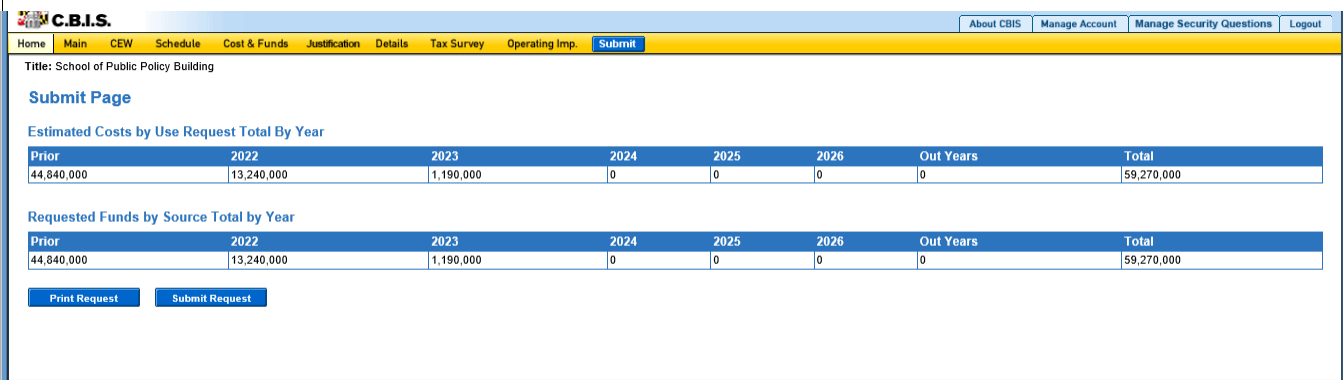 C.B.I.S.
About CBIS Manage Account Manage Security Questions Logout
Home Main CEW Schedule Cost & Funds Justification Details Tax Survey Operating Imp. Submit
Title: School of Public Policy Building
Submit Page
Estimated Costs by Use Request Total By Year
Prior 2022 2023 2024 2025 2026 Out Years Total
44,840,000 13,240,000 1,190,000 0 0 0 0 59,270,000
Requested Funds by Source Total by Year
Prior 2022 2023 2024 2025 2026 Out Years Total
44,840,000 13,240,000 1,190,000 0 0 0 0 59,270,000
Print Request Submit Request